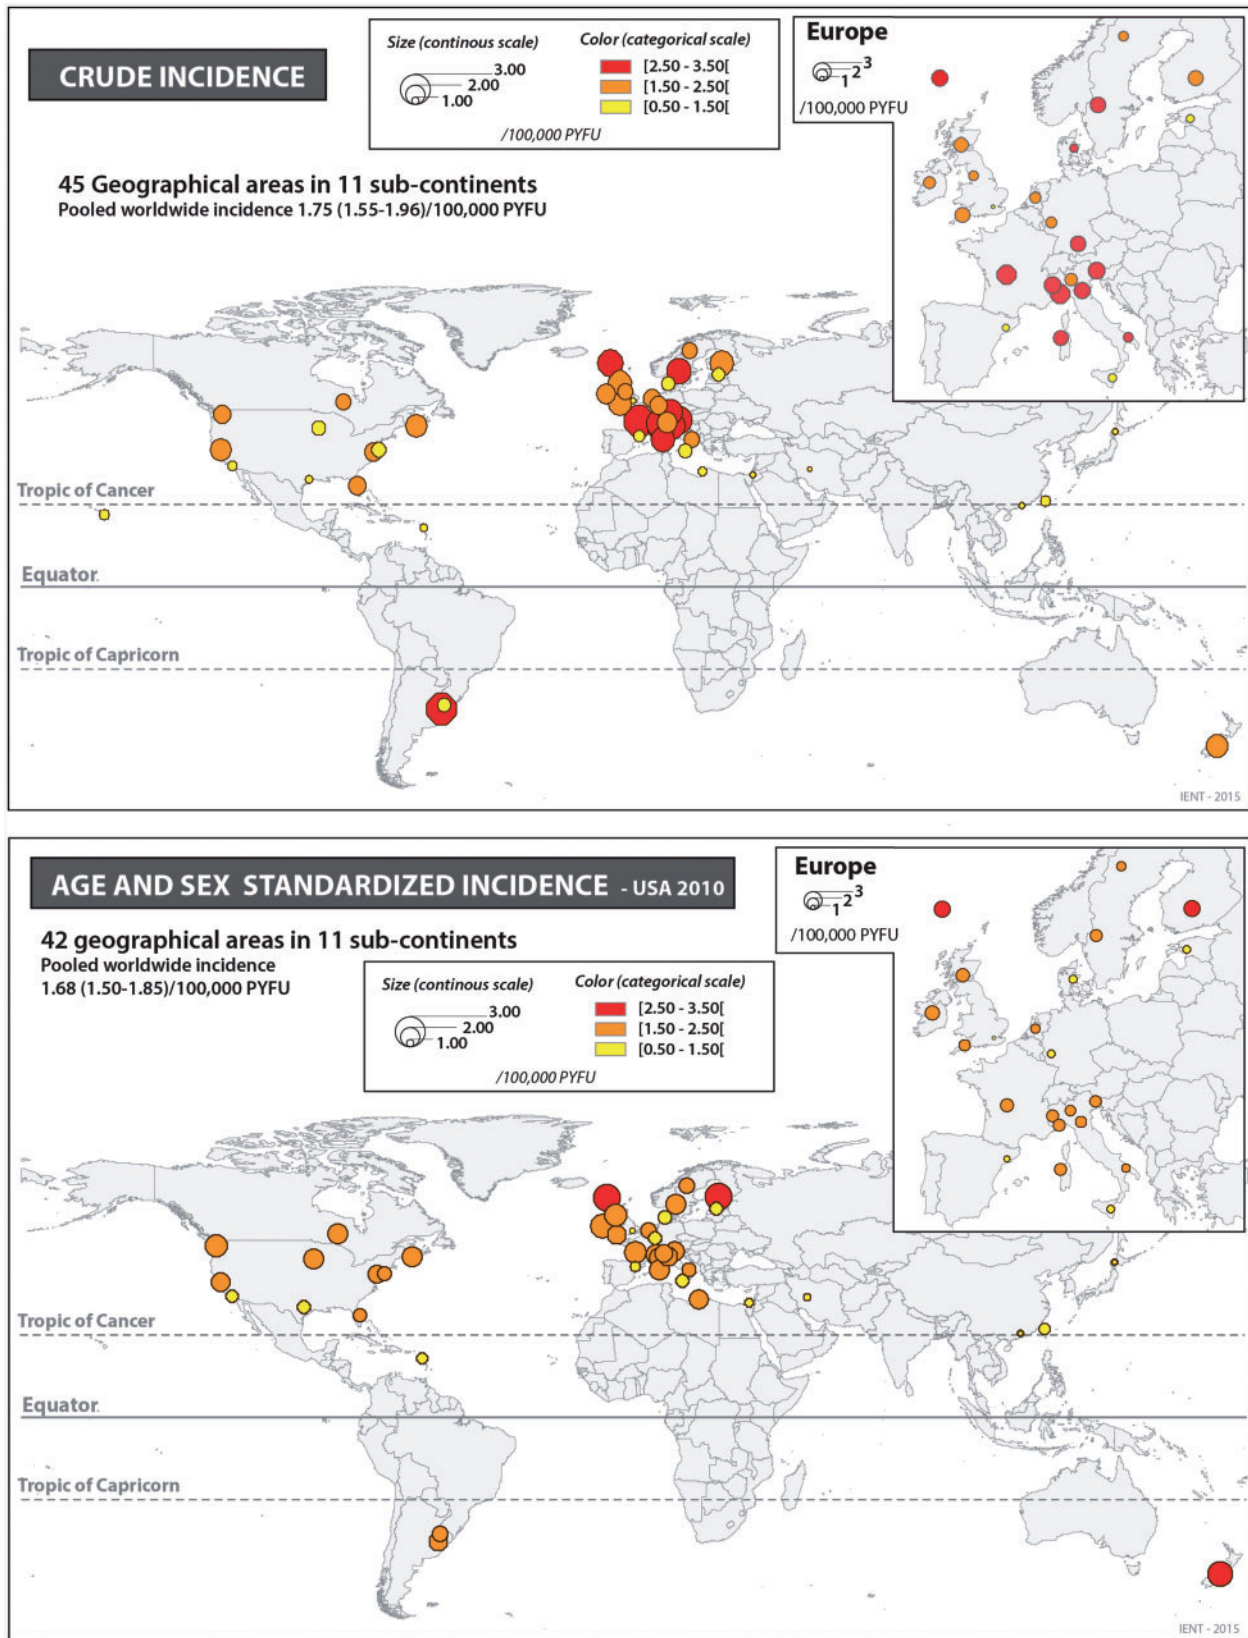 CRUDE INCIDENCE
Size (continous scale)
3.00
2.00
1.00
Color (categorical scale)
[2.50 - 3.50[
[1.50 - 2.50[
[0.50 - 1.50[
/100,000 PYFU
Europe
3
2
1
/100,000 PYFU
45 Geographical areas in 11 sub-continents
Pooled worldwide incidence 1.75 (1.55-1.96)/100,000 PYFU
Tropic of Cancer
Equator
Tropic of Capricorn
IENT - 2015
AGE AND SEX STANDARDIZED INCIDENCE - USA 2010
Europe
3
2
1
/100,000 PYFU
42 geographical areas in 11 sub-continents
Pooled worldwide incidence
1.68 (1.50-1.85)/100,000 PYFU
Size (continous scale)
3.00
2.00
1.00
Color (categorical scale)
[2.50 - 3.50[
[1.50 - 2.50[
[0.50 - 1.50[
/100,000 PYFU
Tropic of Cancer
Equator
Tropic of Capricorn
IENT - 2015